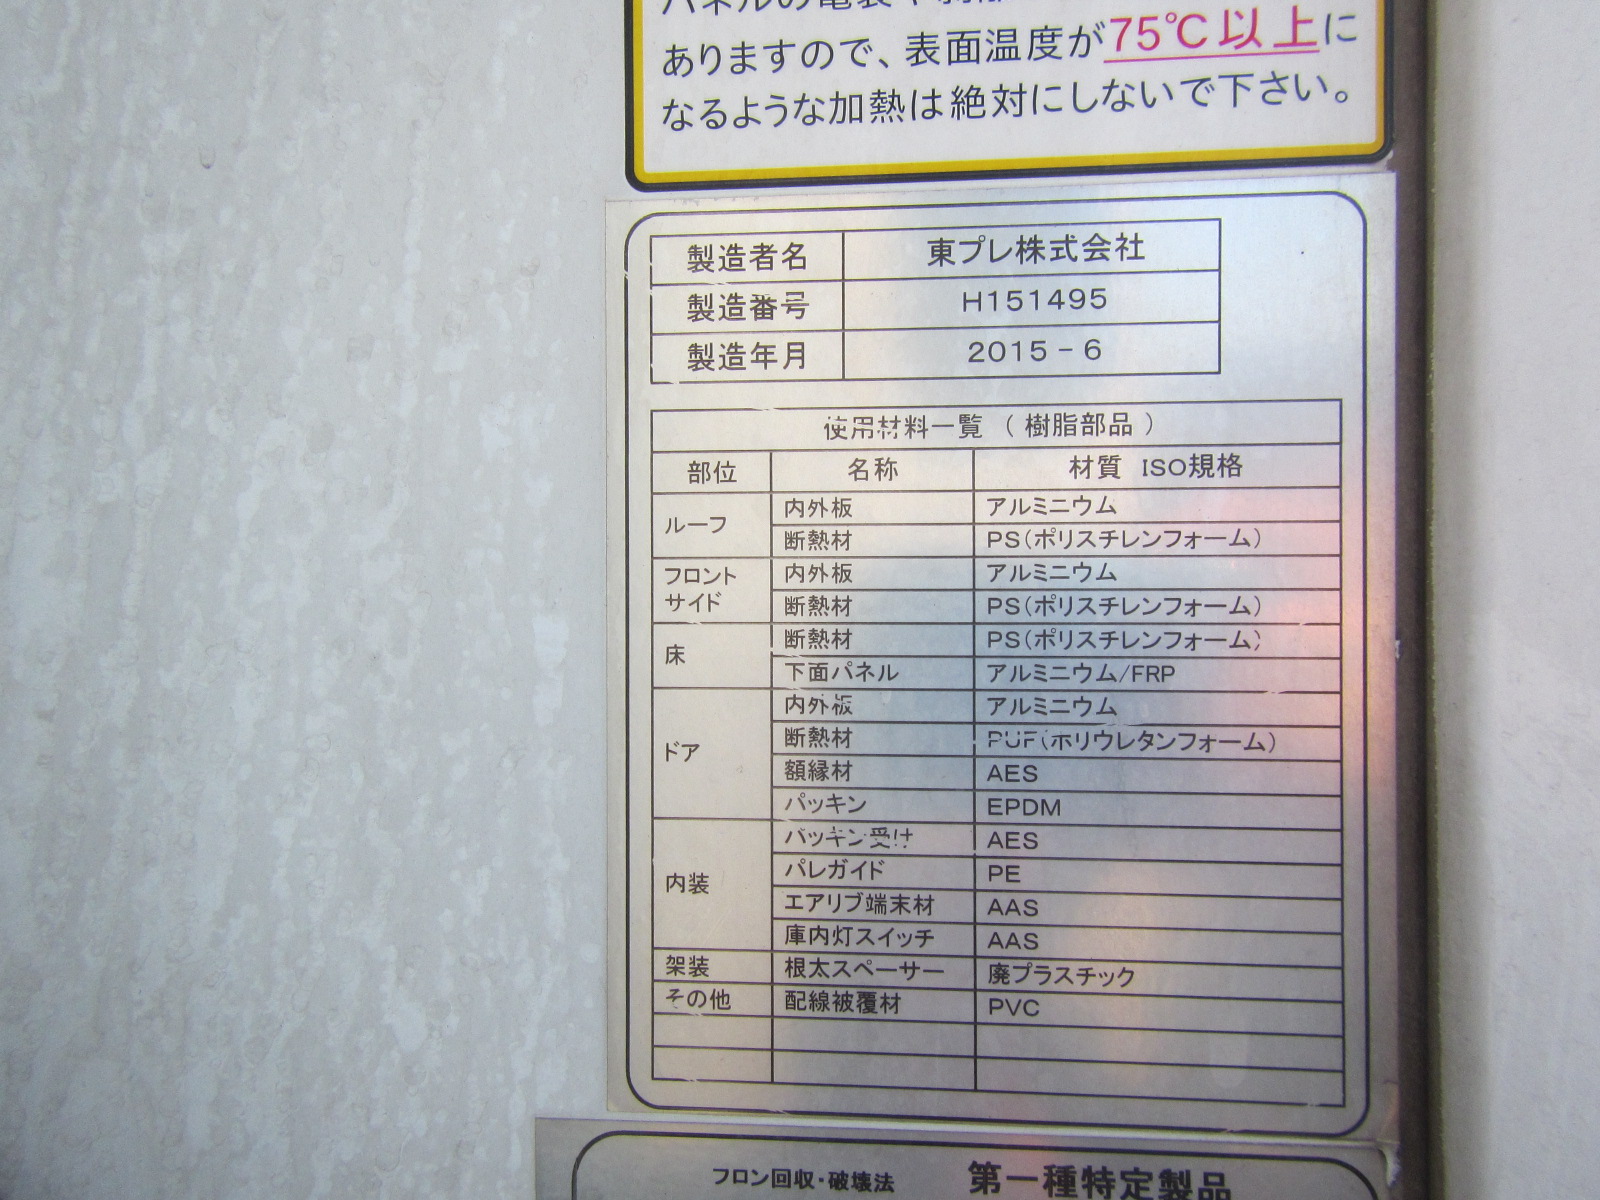 パネルの
ありますので、表面温度が75℃以上に
なるような加熱は絶対にしないで下さい。
製造者名 東プレ株式会社
製造番号 H151495
製造年月 2015-6
使用材料一覧（樹脂部品）
部位 名称 材質 ISO規格
ルーフ 内外板 アルミニウム
断熱材 PS(ポリスチレンフォーム)
フロント
サイド 内外板 アルミニウム
断熱材 PS(ポリスチレンフォーム)
床 断熱材 PS(ポリスチレンフォーム)
下面パネル アルミニウム/FRP
ドア 内外板 アルミニウム
断熱材 PUF(ポリウレタンフォーム)
額縁材 AES
パッキン EPDM
内装 パッキン受け AES
パレガイド PE
エアリブ端末材 AAS
庫内灯スイッチ AAS
架装 根太スペーサー 廃プラスチック
その他 配線被覆材 PVC
フロン回収・破壊法 第一種特定製品